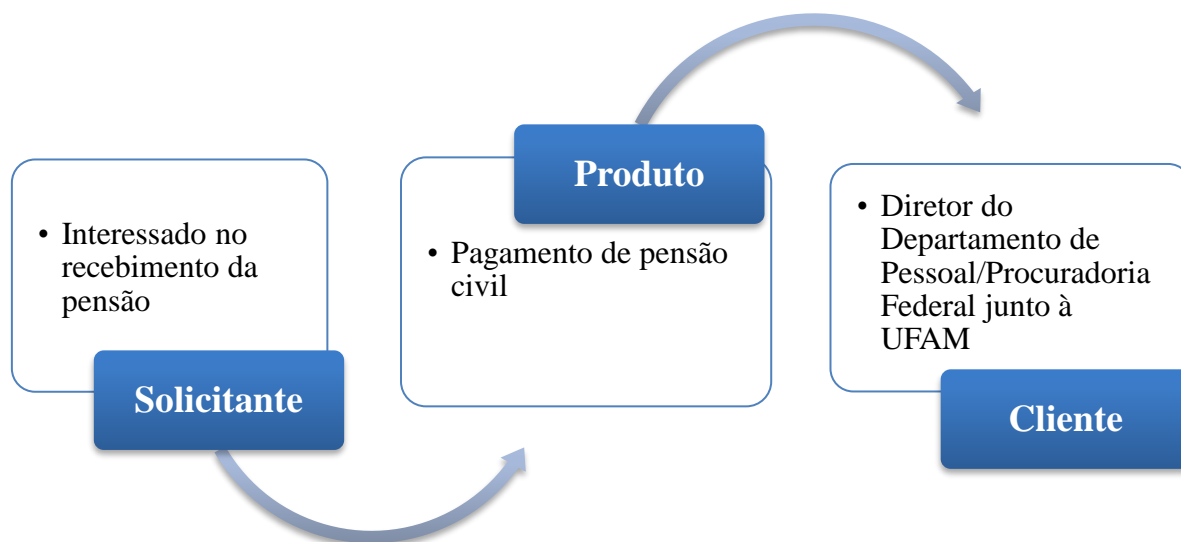 • Interessado no
recebimento da
pensão
Solicitante
Produto
• Pagamento de pensão
civil
• Diretor do
Departamento de
Pessoal/Procuradoria
Federal junto à
UFAM
Cliente